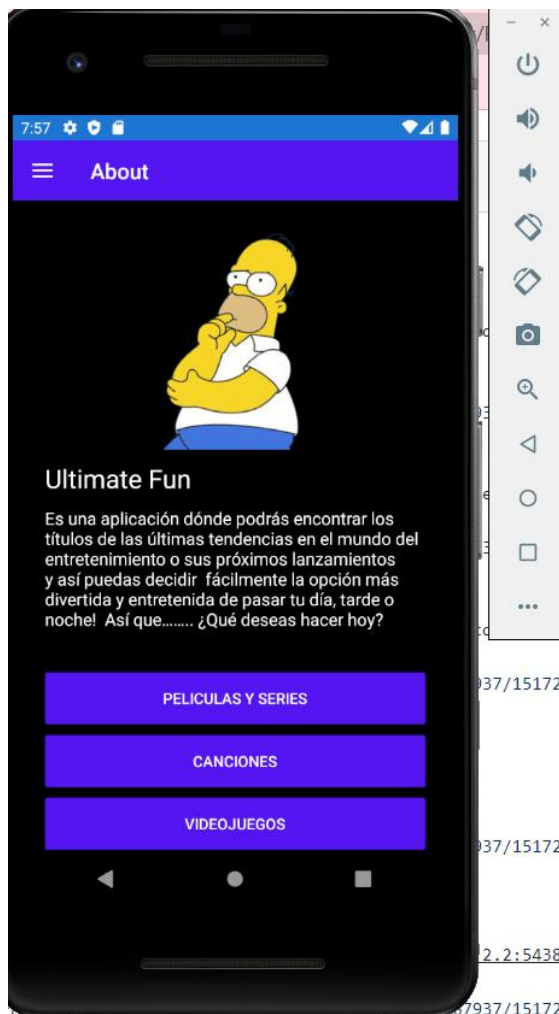 7:57
About
Ultimate Fun
Es una aplicación dónde podrás encontrar los
títulos de las últimas tendencias en el mundo del
entretenimiento o sus próximos lanzamientos
y así puedas decidir  fácilmente la opción más
divertida y entretenida de pasar tu día, tarde o
noche!  Así que........ ¿Qué deseas hacer hoy?
PELICULAS Y SERIES
CANCIONES
VIDEOJUEGOS
937/15172
937/15172
2.2:5438
7937/15172